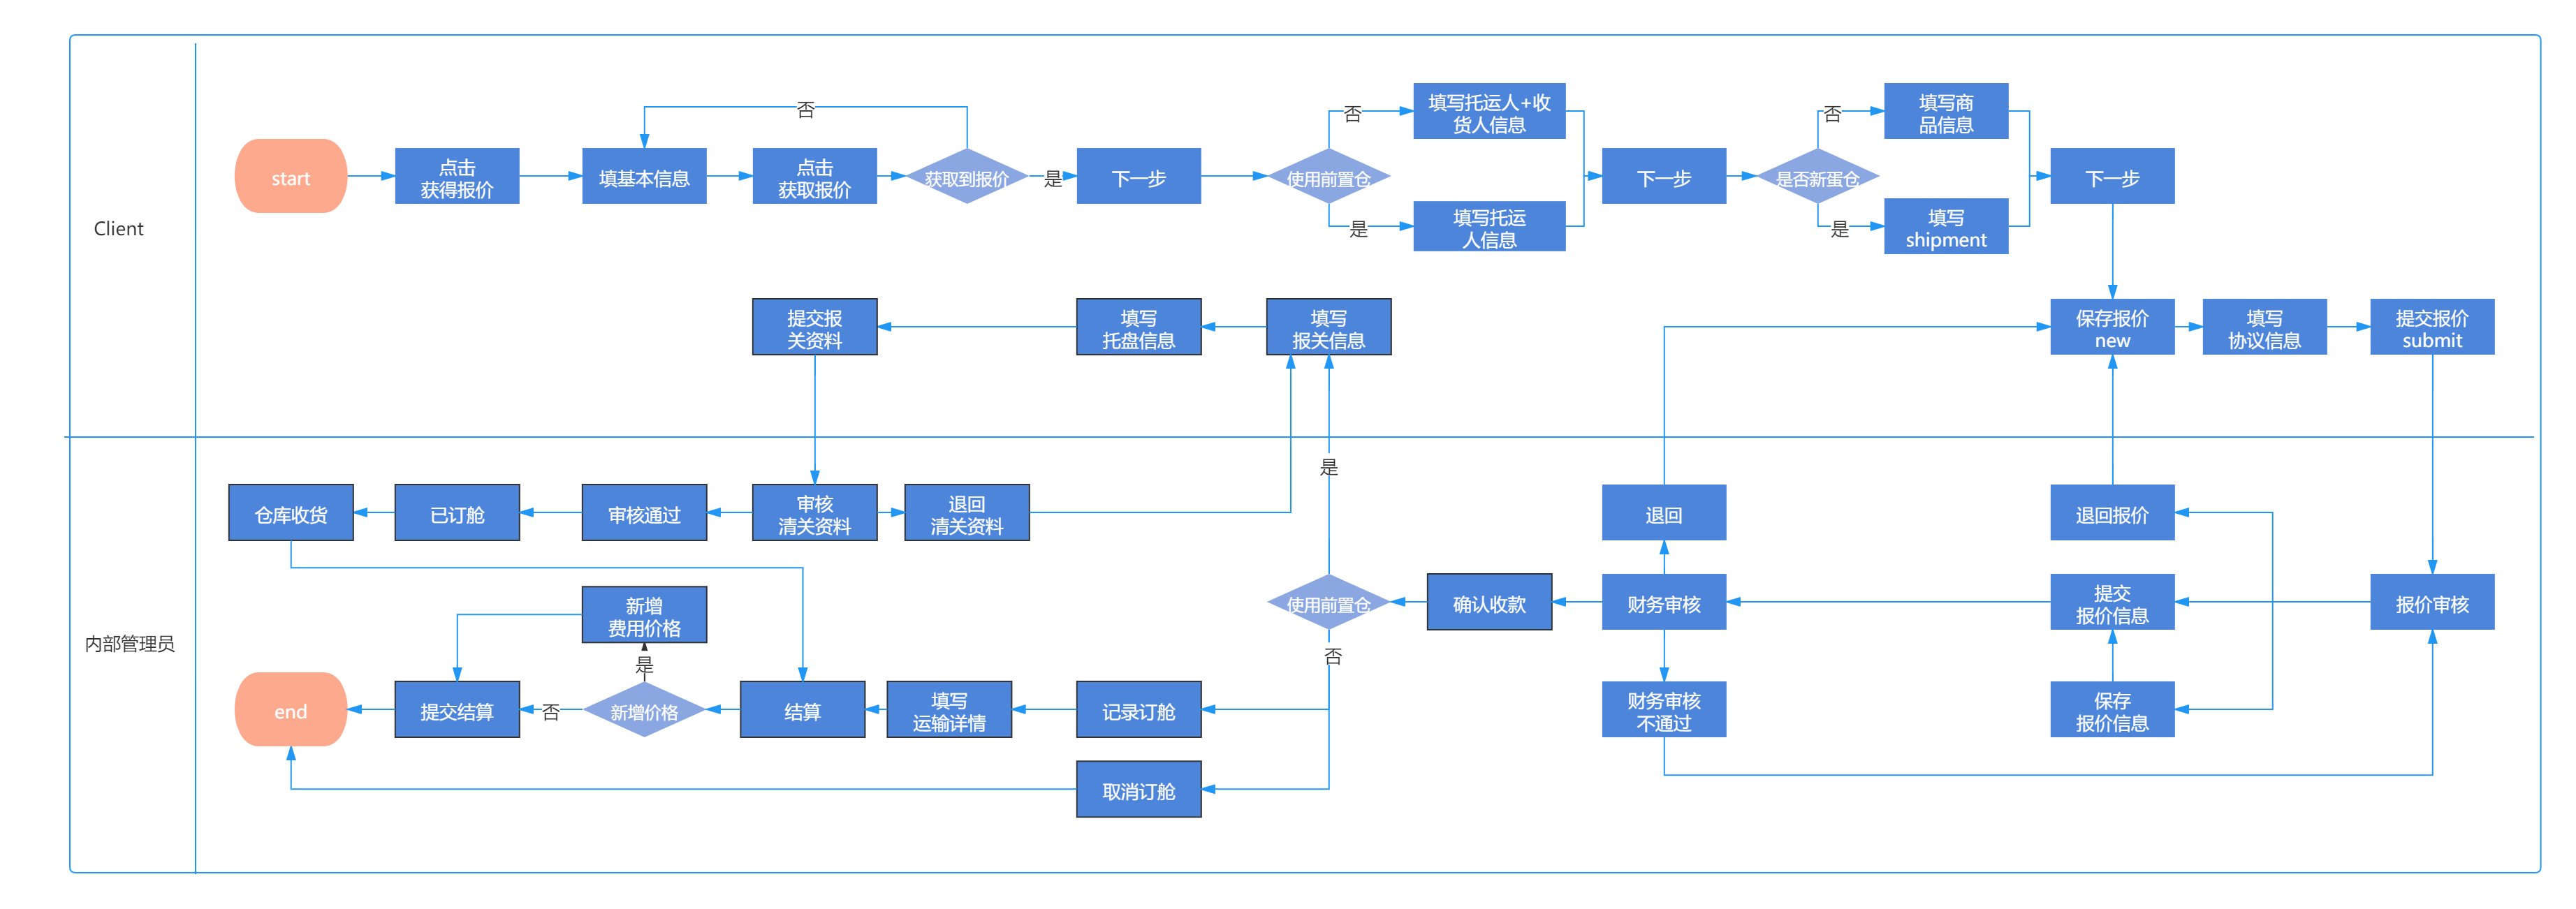 Client
start
点击
获得报价
填基本信息
点击
获取报价
获取到报价
否
是
下一步
使用前置仓
否
填写托运人+收
货人信息
是
填写托运
人信息
下一步
是否新蛋仓
否
填写商
品信息
是
填写
shipment
下一步
提交报
关资料
填写
托盘信息
填写
报关信息
保存报价
new
填写
协议信息
提交报价
submit
内部管理员
是
仓库收货
已订舱
审核通过
审核
清关资料
退回
清关资料
退回
退回报价
新增
费用价格
使用前置仓
确认收款
财务审核
提交
报价信息
报价审核
是
否
end
提交结算
否
新增价格
结算
填写
运输详情
记录订舱
财务审核
不通过
保存
报价信息
取消订舱